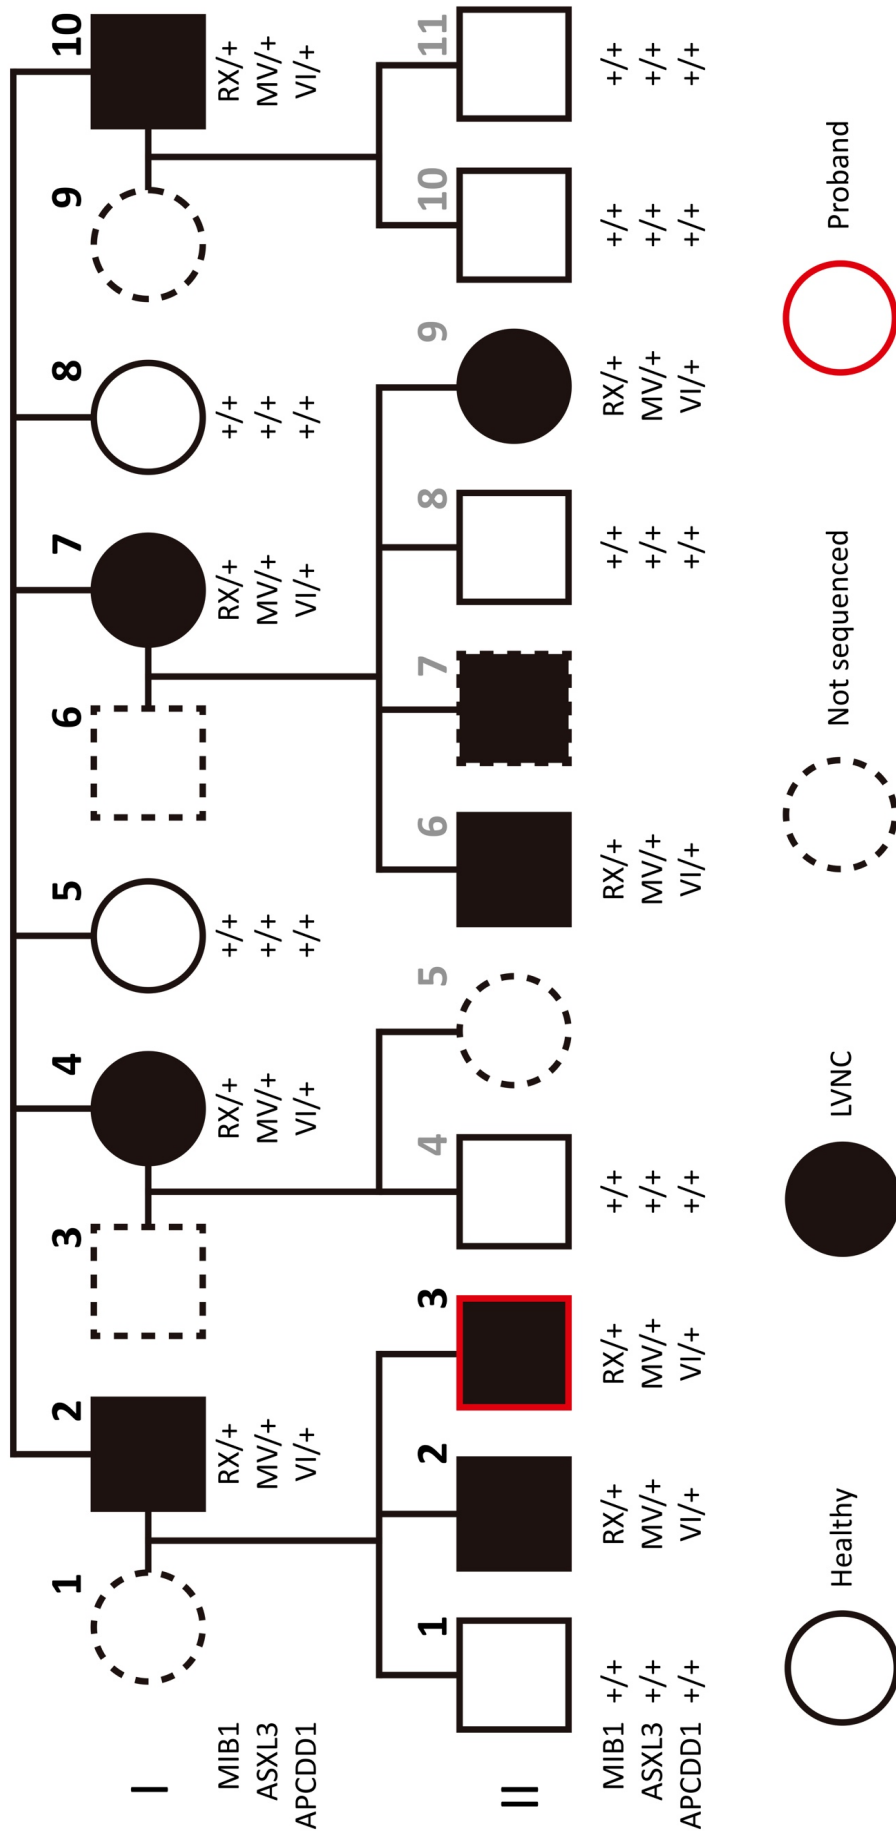 1 2 3 4 5 6 7 8 9 10
I
MIB1 RX/+ RX/+ +/+ RX/+ +/+ RX/+
ASXL3 MV/+ MV/+ +/+ MV/+ +/+ MV/+
APCDD1 VI/+ VI/+ +/+ VI/+ +/+ VI/+
1 2 3 4 5 6 7 8 9 10 11
II
MIB1 +/+ RX/+ RX/+ +/+ RX/+ +/+ RX/+ +/+ +/+
ASXL3 +/+ MV/+ MV/+ +/+ MV/+ +/+ MV/+ +/+ +/+
APCDD1 +/+ VI/+ VI/+ +/+ VI/+ +/+ VI/+ +/+ +/+
Healthy LVNC Not sequenced Proband